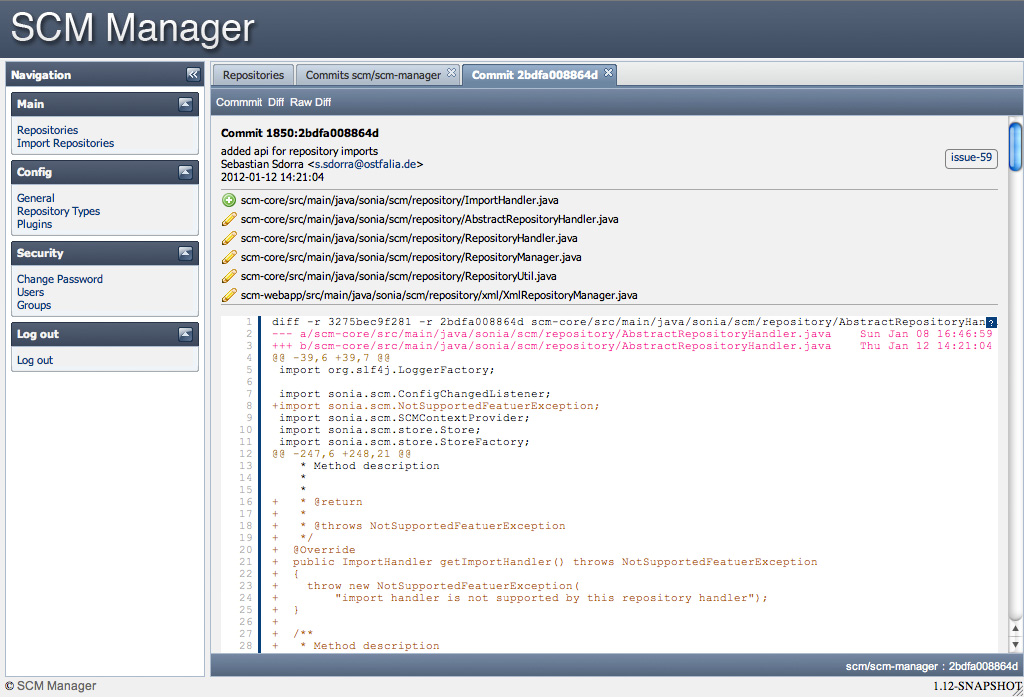 SCM Manager
Navigation
Main
Repositories
Import Repositories
Config
General
Repository Types
Plugins
Security
Change Password
Users
Groups
Log out
Log out
Repositories
Commits scm/scm-manager
Commit 2bdfa008864d
Commmit Diff Raw Diff
Commit 1850:2bdfa008864d
added api for repository imports
Sebastian Sdorra <s.sdorra@ostfalia.de>
2012-01-12 14:21:04
issue-59
scm-core/src/main/java/sonia/scm/repository/ImportHandler.java
scm-core/src/main/java/sonia/scm/repository/AbstractRepositoryHandler.java
scm-core/src/main/java/sonia/scm/repository/RepositoryHandler.java
scm-core/src/main/java/sonia/scm/repository/RepositoryManager.java
scm-core/src/main/java/sonia/scm/repository/RepositoryUtil.java
scm-webapp/src/main/java/sonia/scm/repository/xml/XmlRepositoryManager.java
1 diff -r 3275bec9f281 -r 2bdfa008864d scm-core/src/main/java/sonia/scm/repository/AbstractRepositoryHan ?
2 --- a/scm-core/src/main/java/sonia/scm/repository/AbstractRepositoryHandler.java Sun Jan 08 16:46:59
3 +++ b/scm-core/src/main/java/sonia/scm/repository/AbstractRepositoryHandler.java Thu Jan 12 14:21:04
4 @@ -39,6 +39,7 @@
5 import org.slf4j.LoggerFactory;
6
7 import sonia.scm.ConfigChangedListener;
8 +import sonia.scm.NotSupportedFeatuerException;
9 import sonia.scm.SCMContextProvider;
10 import sonia.scm.store.Store;
11 import sonia.scm.store.StoreFactory;
12 @@ -247,6 +248,21 @@
13 * Method description
14 *
15 *
16 + * @return
17 + *
18 + * @throws NotSupportedFeatuerException
19 + */
20 + @Override
21 + public ImportHandler getImportHandler() throws NotSupportedFeatuerException
22 + {
23 + throw new NotSupportedFeatuerException(
24 + "import handler is not supported by this repository handler");
25 + }
26 +
27 + /**
28 + * Method description
scm/scm-manager : 2bdfa008864d
© SCM Manager
1.12-SNAPSHOT